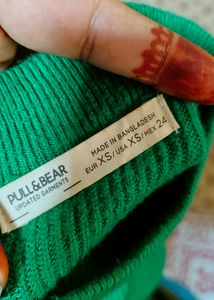 PULL&BEAR
UPDATED GARMENTS
MADE IN BANGLADESH
EUR XS/ USA XS/ MEX 24